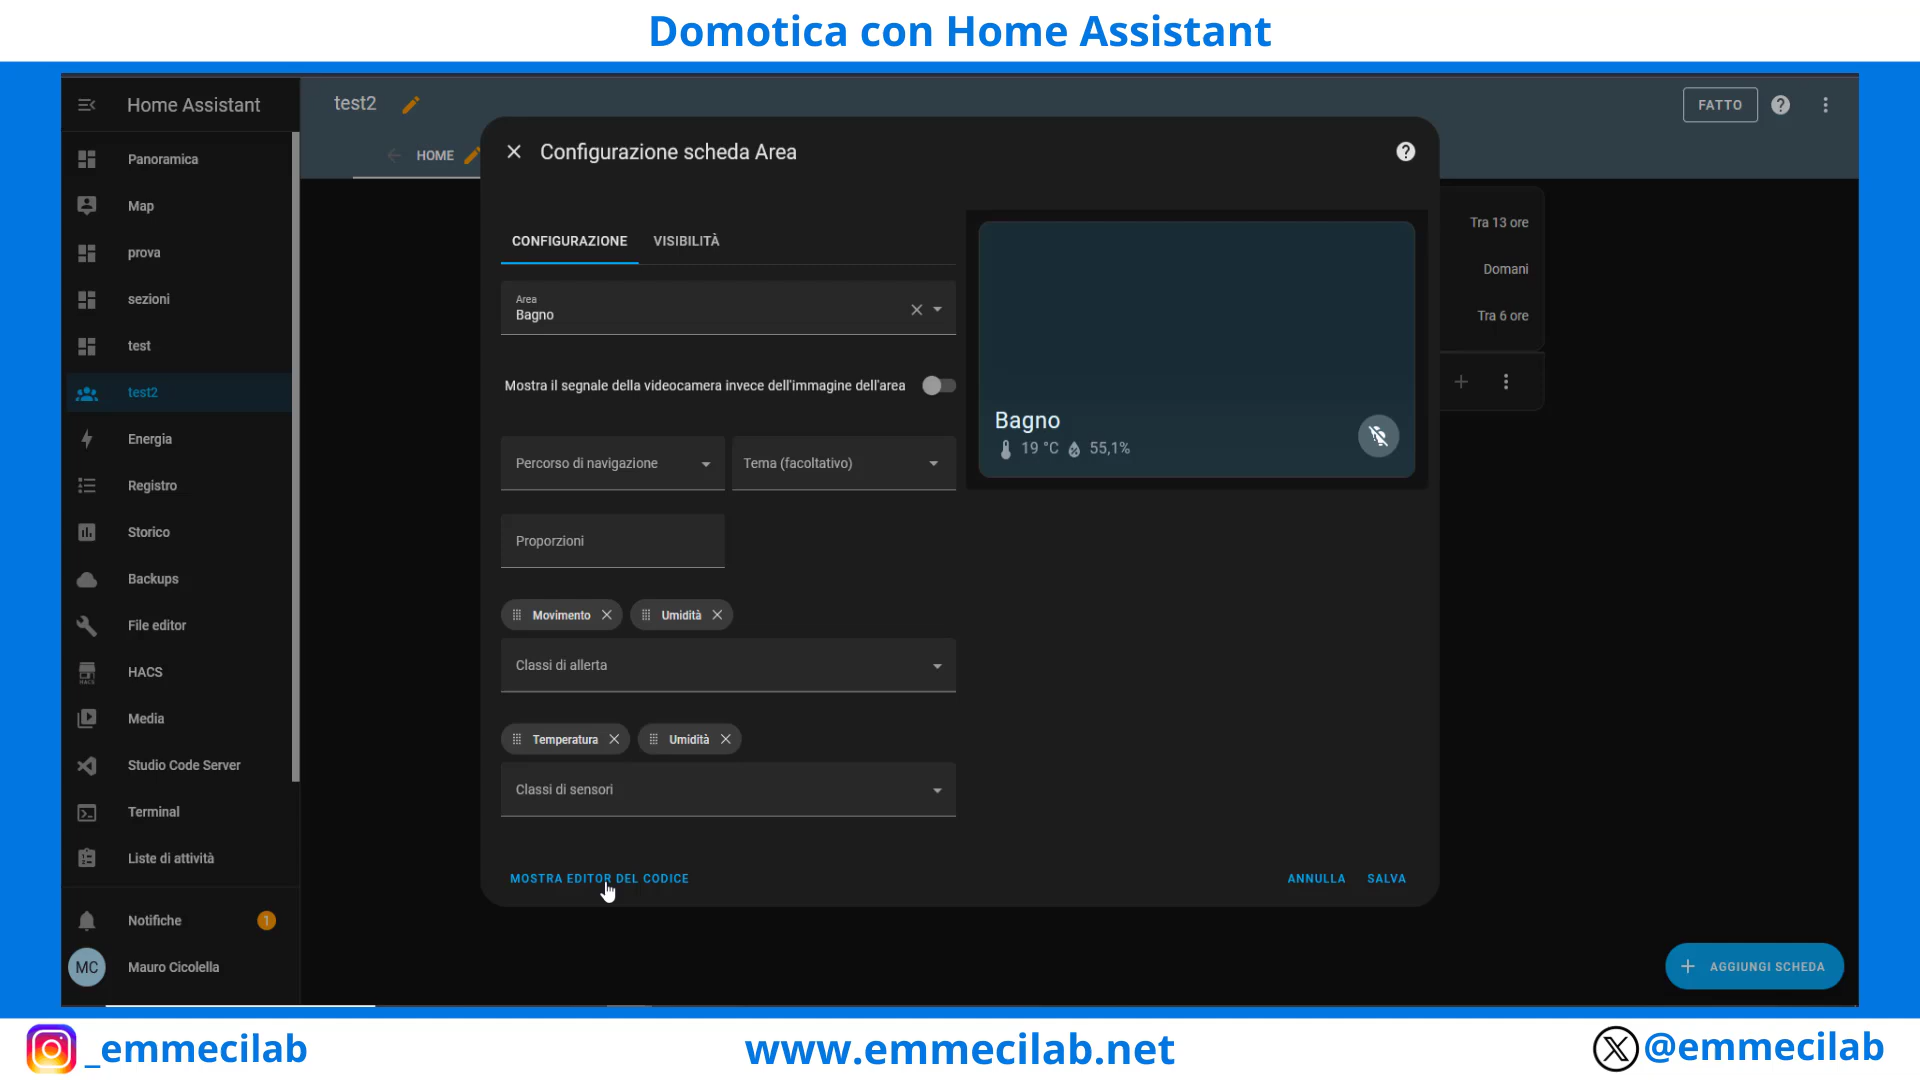 Domotica con Home Assistant
Home Assistant
test2
FATTO
HOME
Configurazione scheda Area
Panoramica
Map
prova
sezioni
test
test2
Energia
Registro
Storico
Backups
File editor
HACS
HACS
Media
Studio Code Server
Terminal
Liste di attività
Notifiche
1
MC
Mauro Cicolella
CONFIGURAZIONE
VISIBILITÀ
Area
Bagno
Mostra il segnale della videocamera invece dell'immagine dell'area
Percorso di navigazione
Tema (facoltativo)
Proporzioni
Movimento
Umidità
Classi di allerta
Temperatura
Umidità
Classi di sensori
MOSTRA EDITOR DEL CODICE
ANNULLA
SALVA
Bagno
19 °C
55,1%
Tra 13 ore
Domani
Tra 6 ore
AGGIUNGI SCHEDA
_emmecilab
www.emmecilab.net
@emmecilab